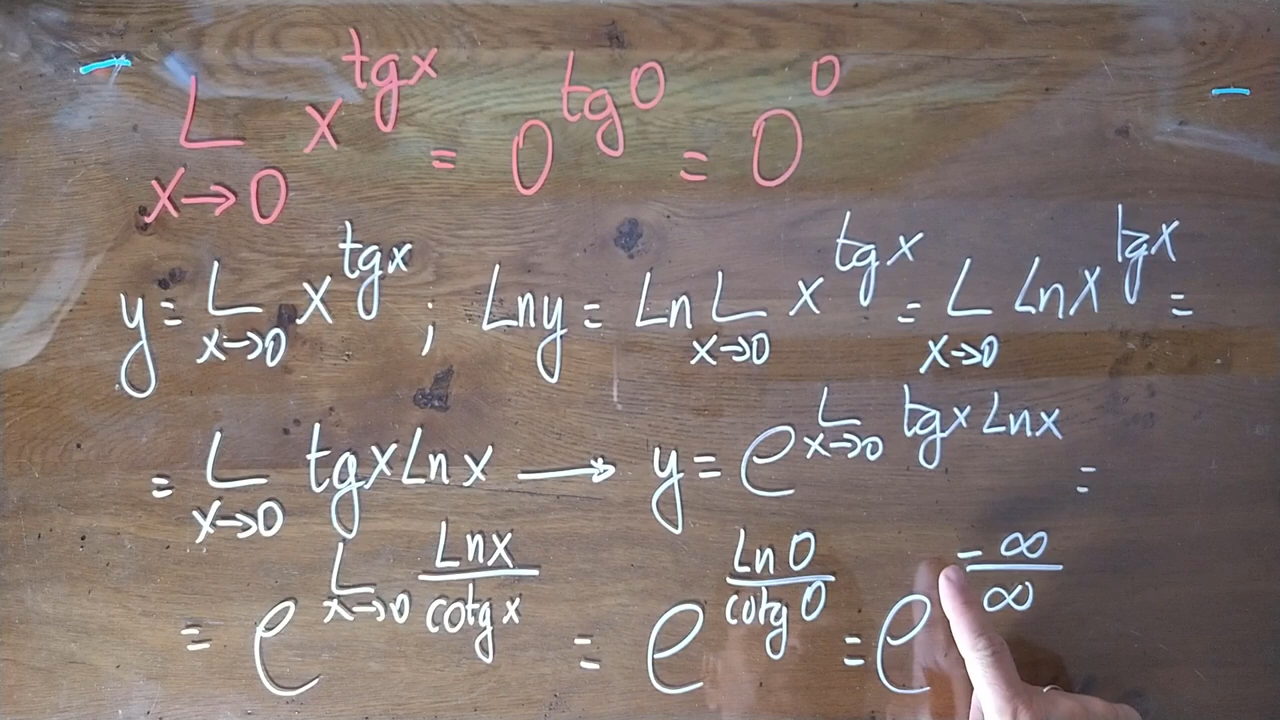 L x→0 x^tgx = 0^tg0 = 0^0
y = L x→0 x^tgx ; Lny = Ln L x→0 x^tgx = L x→0 Lnx^tgx =
= L x→0 tgx Lnx → y = e^(L x→0 tgx Lnx) =
= e^(L x→0 Lnx/cotgx) = e^(Ln0/cotg0) = e^(-∞/∞)